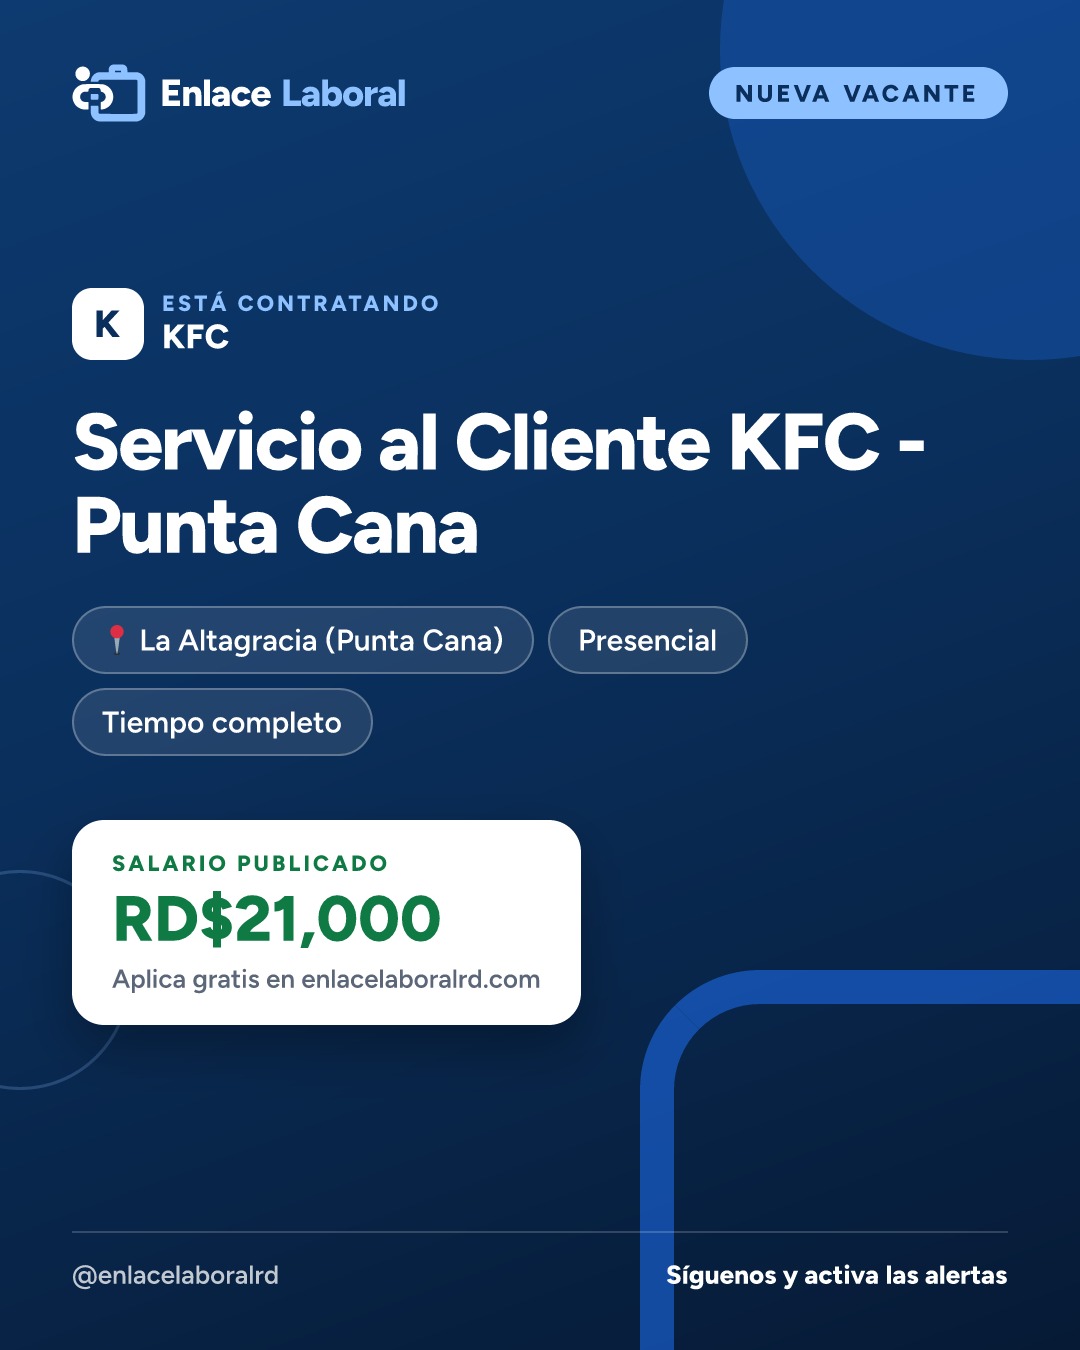 Enlace Laboral
NUEVA VACANTE
K
ESTÁ CONTRATANDO
KFC
Servicio al Cliente KFC -
Punta Cana
La Altagracia (Punta Cana)
Presencial
Tiempo completo
SALARIO PUBLICADO
RD$21,000
Aplica gratis en enlacelaboralrd.com
@enlacelaboralrd
Síguenos y activa las alertas